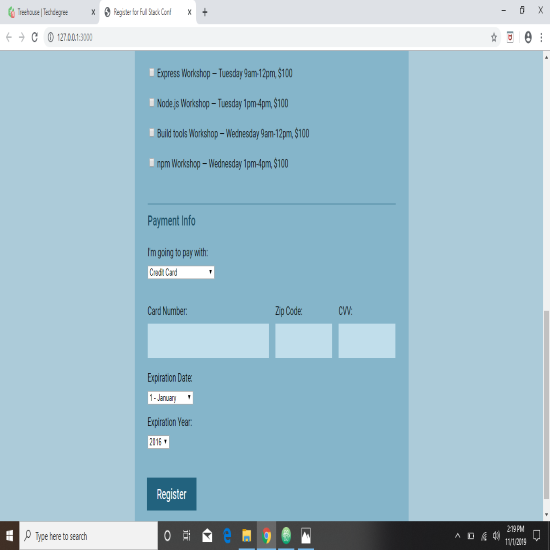 Treehouse | Techdegree
Register for Full Stack Conf
127.0.0.1:3000
Express Workshop — Tuesday 9am-12pm, $100
Node.js Workshop — Tuesday 1pm-4pm, $100
Build tools Workshop — Wednesday 9am-12pm, $100
npm Workshop — Wednesday 1pm-4pm, $100
Payment Info
I'm going to pay with:
Credit Card
Card Number: Zip Code: CVV:
Expiration Date:
1 - January
Expiration Year:
2016
Register
Type here to search
2:19 PM
11/1/2019